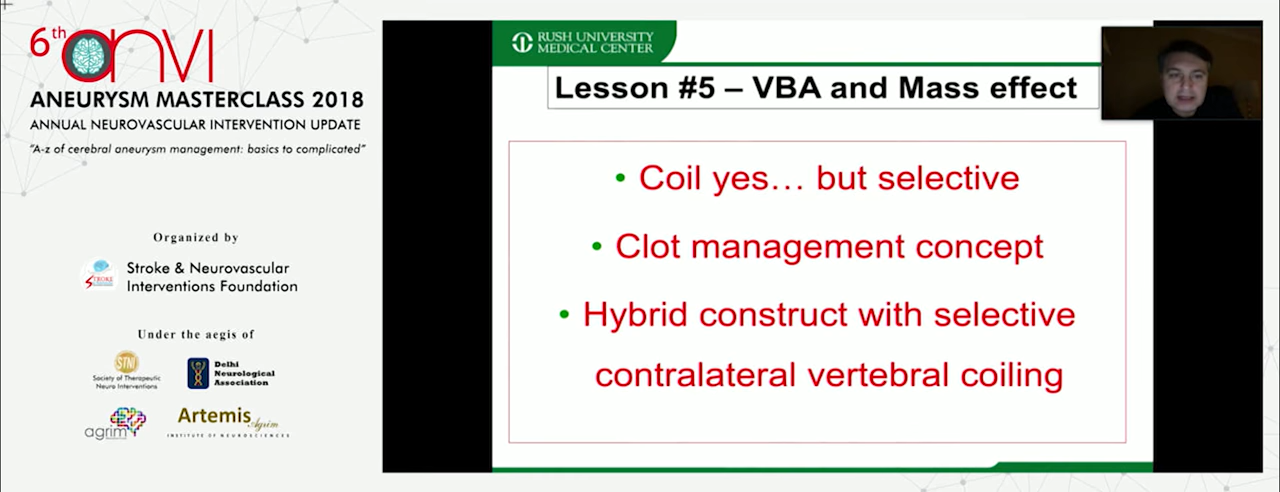 6th anvi
ANEURYSM MASTERCLASS 2018
ANNUAL NEUROVASCULAR INTERVENTION UPDATE
"A-z of cerebral aneurysm management: basics to complicated"
Organized by
STROKE
Stroke & Neurovascular
Interventions Foundation
Under the aegis of
STNI
Society of Therapeutic
Neuro Interventions
Delhi
Neurological
Association
agrim
Artemis Agrim
INSTITUTE OF NEUROSCIENCES
RUSH UNIVERSITY
MEDICAL CENTER
Lesson #5 – VBA and Mass effect
• Coil yes… but selective
• Clot management concept
• Hybrid construct with selective
contralateral vertebral coiling